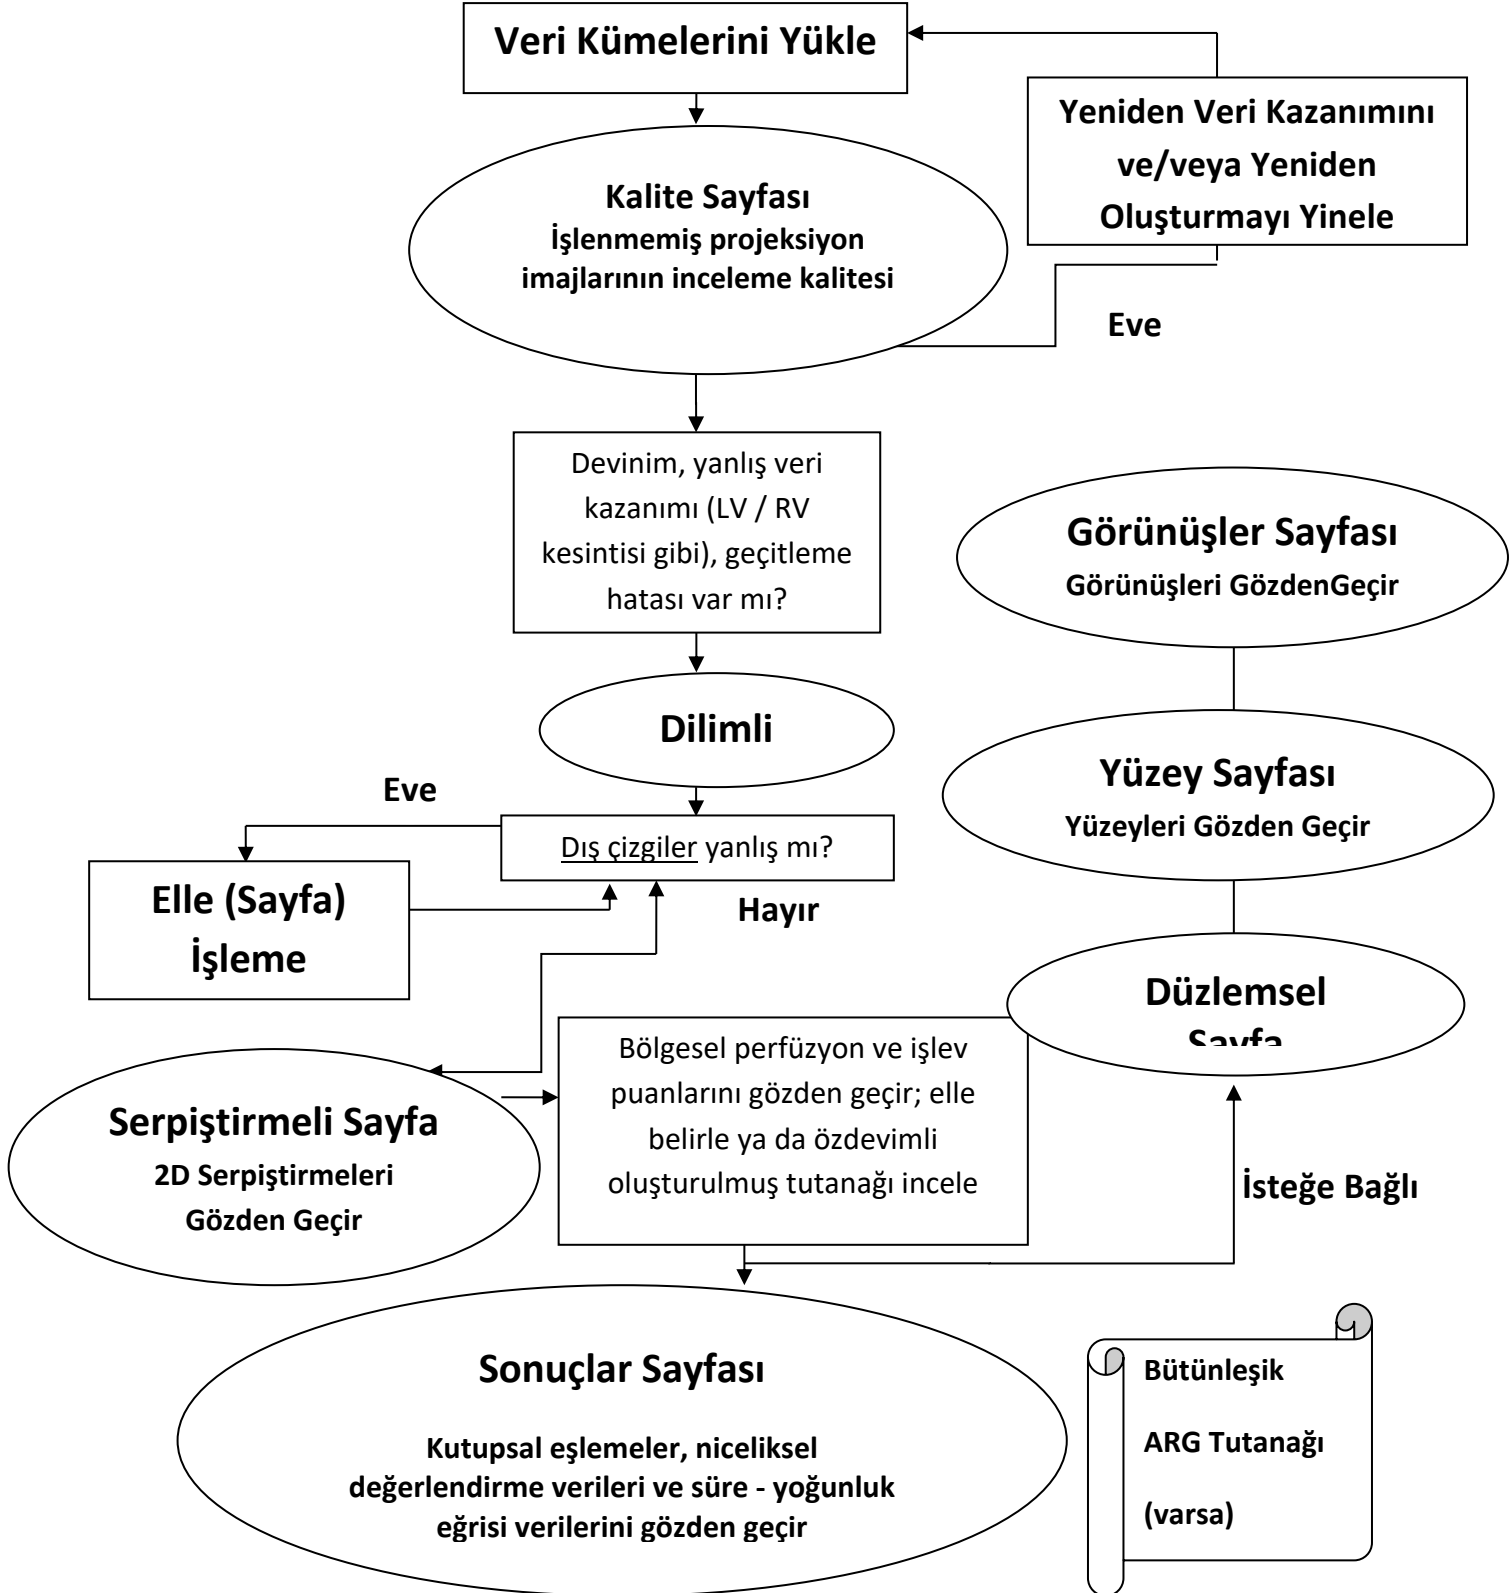 Veri Kümelerini Yükle
Yeniden Veri Kazanımını
ve/veya Yeniden
Oluşturmayı Yinele
Kalite Sayfası
İşlenmemiş projeksiyon
imajlarının inceleme kalitesi
Eve
Devinim, yanlış veri
kazanımı (LV / RV
kesintisi gibi), geçitleme
hatası var mı?
Görünüşler Sayfası
Görünüşleri GözdenGeçir
Dilimli
Yüzey Sayfası
Yüzeyleri Gözden Geçir
Eve
Dış çizgiler yanlış mı?
Elle (Sayfa)
İşleme
Hayır
Düzlemsel
Sayfa
Bölgesel perfüzyon ve işlev
puanlarını gözden geçir; elle
belirle ya da özdevimli
oluşturulmuş tutanağı incele
Serpiştirmeli Sayfa
2D Serpiştirmeleri
Gözden Geçir
İsteğe Bağlı
Sonuçlar Sayfası
Kutupsal eşlemeler, niceliksel
değerlendirme verileri ve süre - yoğunluk
eğrisi verilerini gözden geçir
Bütünleşik
ARG Tutanağı
(varsa)